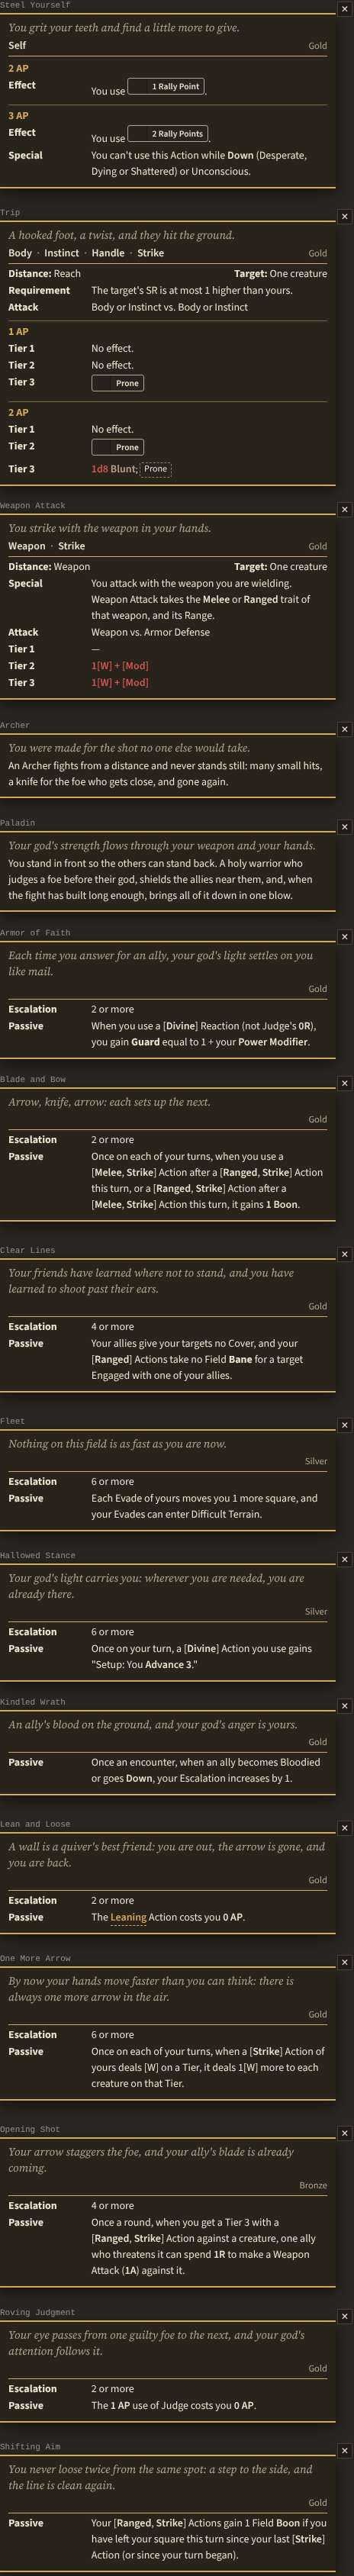 Steel Yourself
✕
You grit your teeth and find a little more to give.
Self Gold
2 AP
Effect You use 1 Rally Point.
3 AP
Effect You use 2 Rally Points.
Special You can't use this Action while Down (Desperate,
Dying or Shattered) or Unconscious.
Trip
✕
A hooked foot, a twist, and they hit the ground.
Body · Instinct · Handle · Strike Gold
Distance: Reach Target: One creature
Requirement The target's SR is at most 1 higher than yours.
Attack Body or Instinct vs. Body or Instinct
1 AP
Tier 1 No effect.
Tier 2 No effect.
Tier 3 Prone
2 AP
Tier 1 No effect.
Tier 2 Prone
Tier 3 1d8 Blunt; Prone
Weapon Attack
✕
You strike with the weapon in your hands.
Weapon · Strike Gold
Distance: Weapon Target: One creature
Special You attack with the weapon you are wielding.
Weapon Attack takes the Melee or Ranged trait of
that weapon, and its Range.
Attack Weapon vs. Armor Defense
Tier 1 —
Tier 2 1[W] + [Mod]
Tier 3 1[W] + [Mod]
Archer
✕
You were made for the shot no one else would take.
An Archer fights from a distance and never stands still: many small hits,
a knife for the foe who gets close, and gone again.
Paladin
✕
Your god's strength flows through your weapon and your hands.
You stand in front so the others can stand back. A holy warrior who
judges a foe before their god, shields the allies near them, and, when
the fight has built long enough, brings all of it down in one blow.
Armor of Faith
✕
Each time you answer for an ally, your god's light settles on you
like mail.
Gold
Escalation 2 or more
Passive When you use a [Divine] Reaction (not Judge's 0R),
you gain Guard equal to 1 + your Power Modifier.
Blade and Bow
✕
Arrow, knife, arrow: each sets up the next.
Gold
Escalation 2 or more
Passive Once on each of your turns, when you use a
[Melee, Strike] Action after a [Ranged, Strike] Action
this turn, or a [Ranged, Strike] Action after a
[Melee, Strike] Action this turn, it gains 1 Boon.
Clear Lines
✕
Your friends have learned where not to stand, and you have
learned to shoot past their ears.
Gold
Escalation 4 or more
Passive Your allies give your targets no Cover, and your
[Ranged] Actions take no Field Bane for a target
Engaged with one of your allies.
Fleet
✕
Nothing on this field is as fast as you are now.
Silver
Escalation 6 or more
Passive Each Evade of yours moves you 1 more square, and
your Evades can enter Difficult Terrain.
Hallowed Stance
✕
Your god's light carries you: wherever you are needed, you are
already there.
Silver
Escalation 6 or more
Passive Once on your turn, a [Divine] Action you use gains
"Setup: You Advance 3."
Kindled Wrath
✕
An ally's blood on the ground, and your god's anger is yours.
Gold
Passive Once an encounter, when an ally becomes Bloodied
or goes Down, your Escalation increases by 1.
Lean and Loose
✕
A wall is a quiver's best friend: you are out, the arrow is gone, and
you are back.
Gold
Escalation 2 or more
Passive The Leaning Action costs you 0 AP.
One More Arrow
✕
By now your hands move faster than you can think: there is
always one more arrow in the air.
Gold
Escalation 6 or more
Passive Once on each of your turns, when a [Strike] Action of
yours deals [W] on a Tier, it deals 1[W] more to each
creature on that Tier.
Opening Shot
✕
Your arrow staggers the foe, and your ally's blade is already
coming.
Bronze
Escalation 4 or more
Passive Once a round, when you get a Tier 3 with a
[Ranged, Strike] Action against a creature, one ally
who threatens it can spend 1R to make a Weapon
Attack (1A) against it.
Roving Judgment
✕
Your eye passes from one guilty foe to the next, and your god's
attention follows it.
Gold
Escalation 2 or more
Passive The 1 AP use of Judge costs you 0 AP.
Shifting Aim
✕
You never loose twice from the same spot: a step to the side, and
the line is clean again.
Gold
Passive Your [Ranged, Strike] Actions gain 1 Field Boon if you
have left your square this turn since your last [Strike]
Action (or since your turn began).